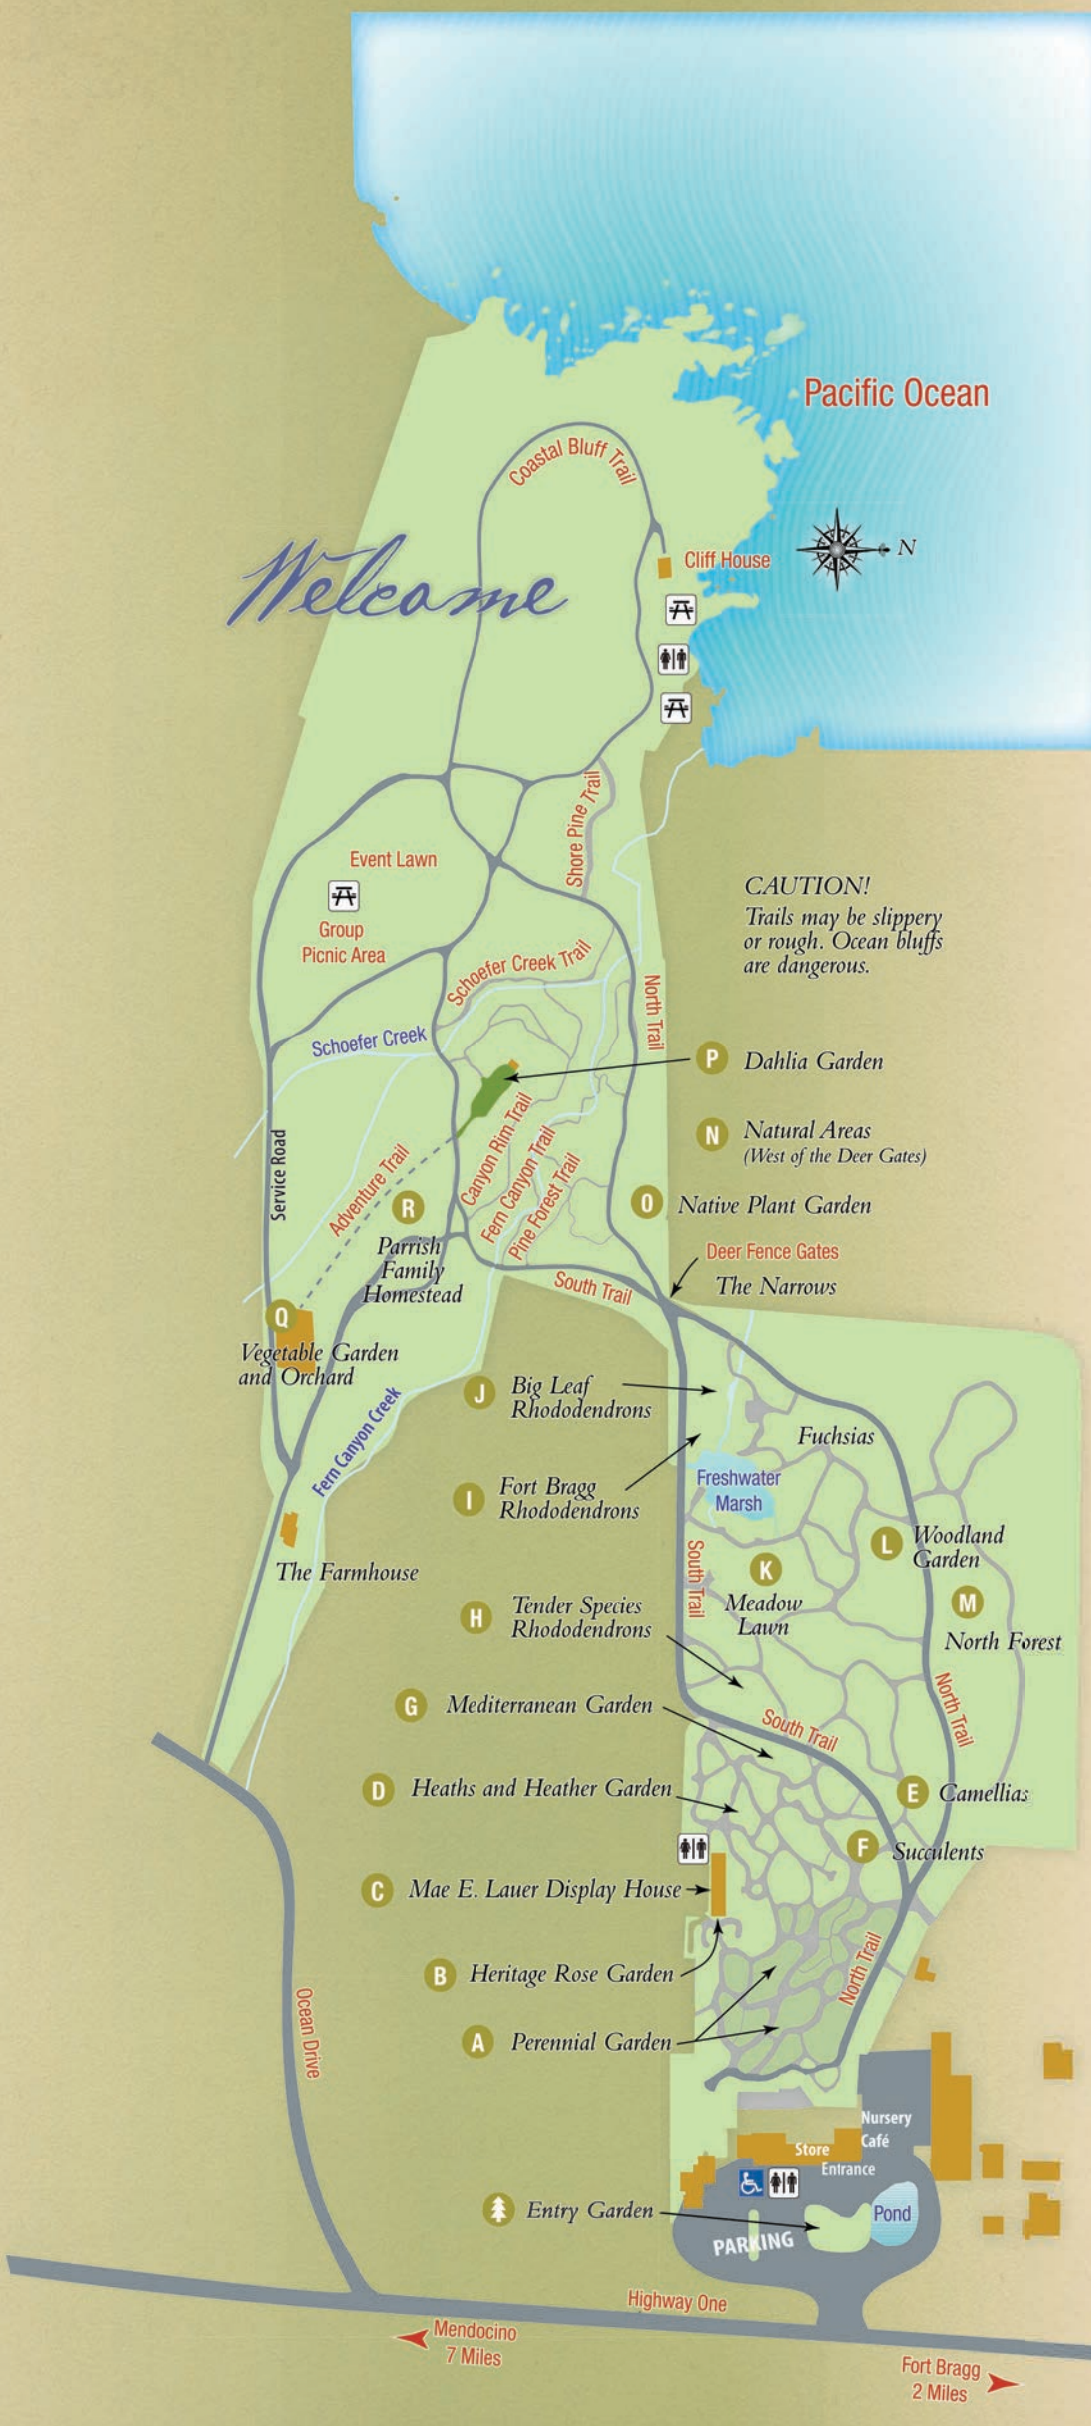 Pacific Ocean
Coastal Bluff Trail
N
Cliff House
Welcome
Shore Pine Trail
Event Lawn
Group
Picnic Area
CAUTION!
Trails may be slippery
or rough. Ocean bluffs
are dangerous.
Schoefer Creek Trail
North Trail
Schoefer Creek
P Dahlia Garden
Canyon Rim Trail
N Natural Areas
(West of the Deer Gates)
Fern Canyon Trail
Service Road
Adventure Trail
Pine Forest Trail
R
Parrish
Family
Homestead
O Native Plant Garden
Deer Fence Gates
The Narrows
South Trail
Q
Vegetable Garden
and Orchard
J Big Leaf
Rhododendrons
Fern Canyon Creek
Fuchsias
Freshwater
Marsh
I Fort Bragg
Rhododendrons
L Woodland
Garden
The Farmhouse
South Trail
K
Meadow
Lawn
M
North Forest
H Tender Species
Rhododendrons
G Mediterranean Garden
South Trail
North Trail
D Heaths and Heather Garden
E Camellias
F Succulents
C Mae E. Lauer Display House
B Heritage Rose Garden
North Trail
A Perennial Garden
Ocean Drive
Nursery
Café
Store
Entrance
Entry Garden
Pond
PARKING
Highway One
Mendocino
7 Miles
Fort Bragg
2 Miles